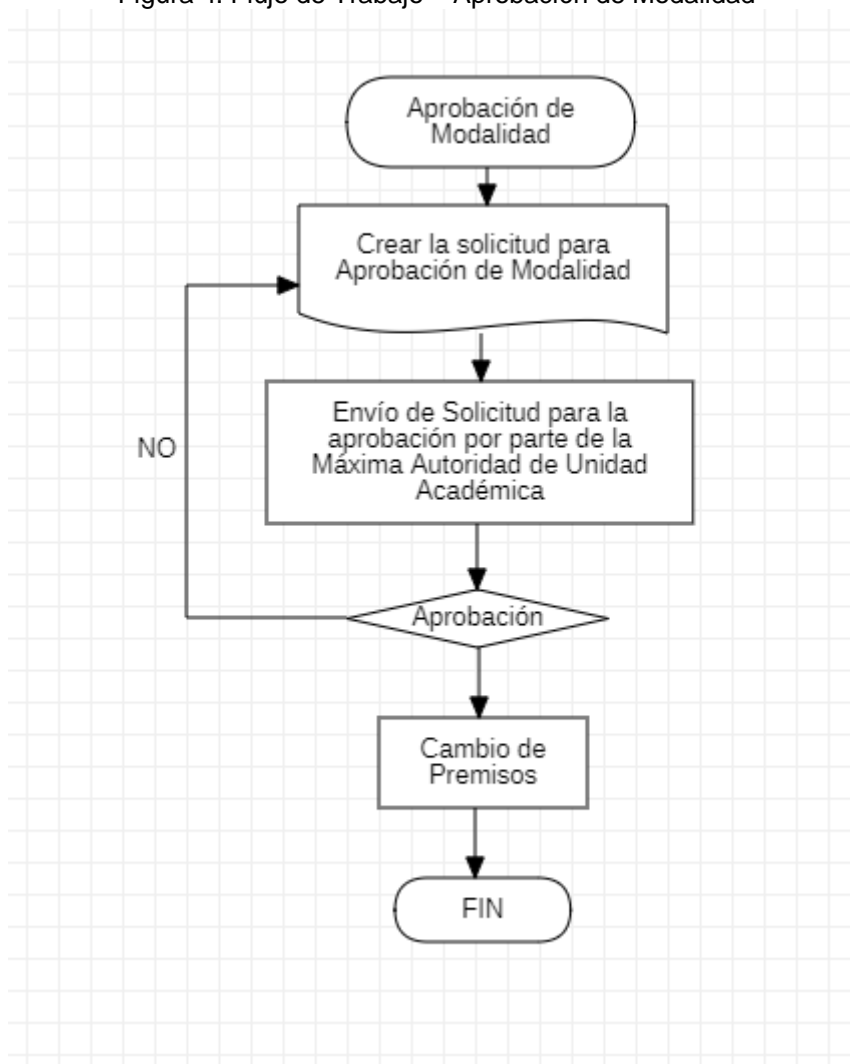 Figura 4. Flujo de Trabajo – Aprobación de Modalidad
Aprobación de
Modalidad
Crear la solicitud para
Aprobación de Modalidad
Envío de Solicitud para la
aprobación por parte de la
Máxima Autoridad de Unidad
Académica
NO
Aprobación
Cambio de
Premisos
FIN